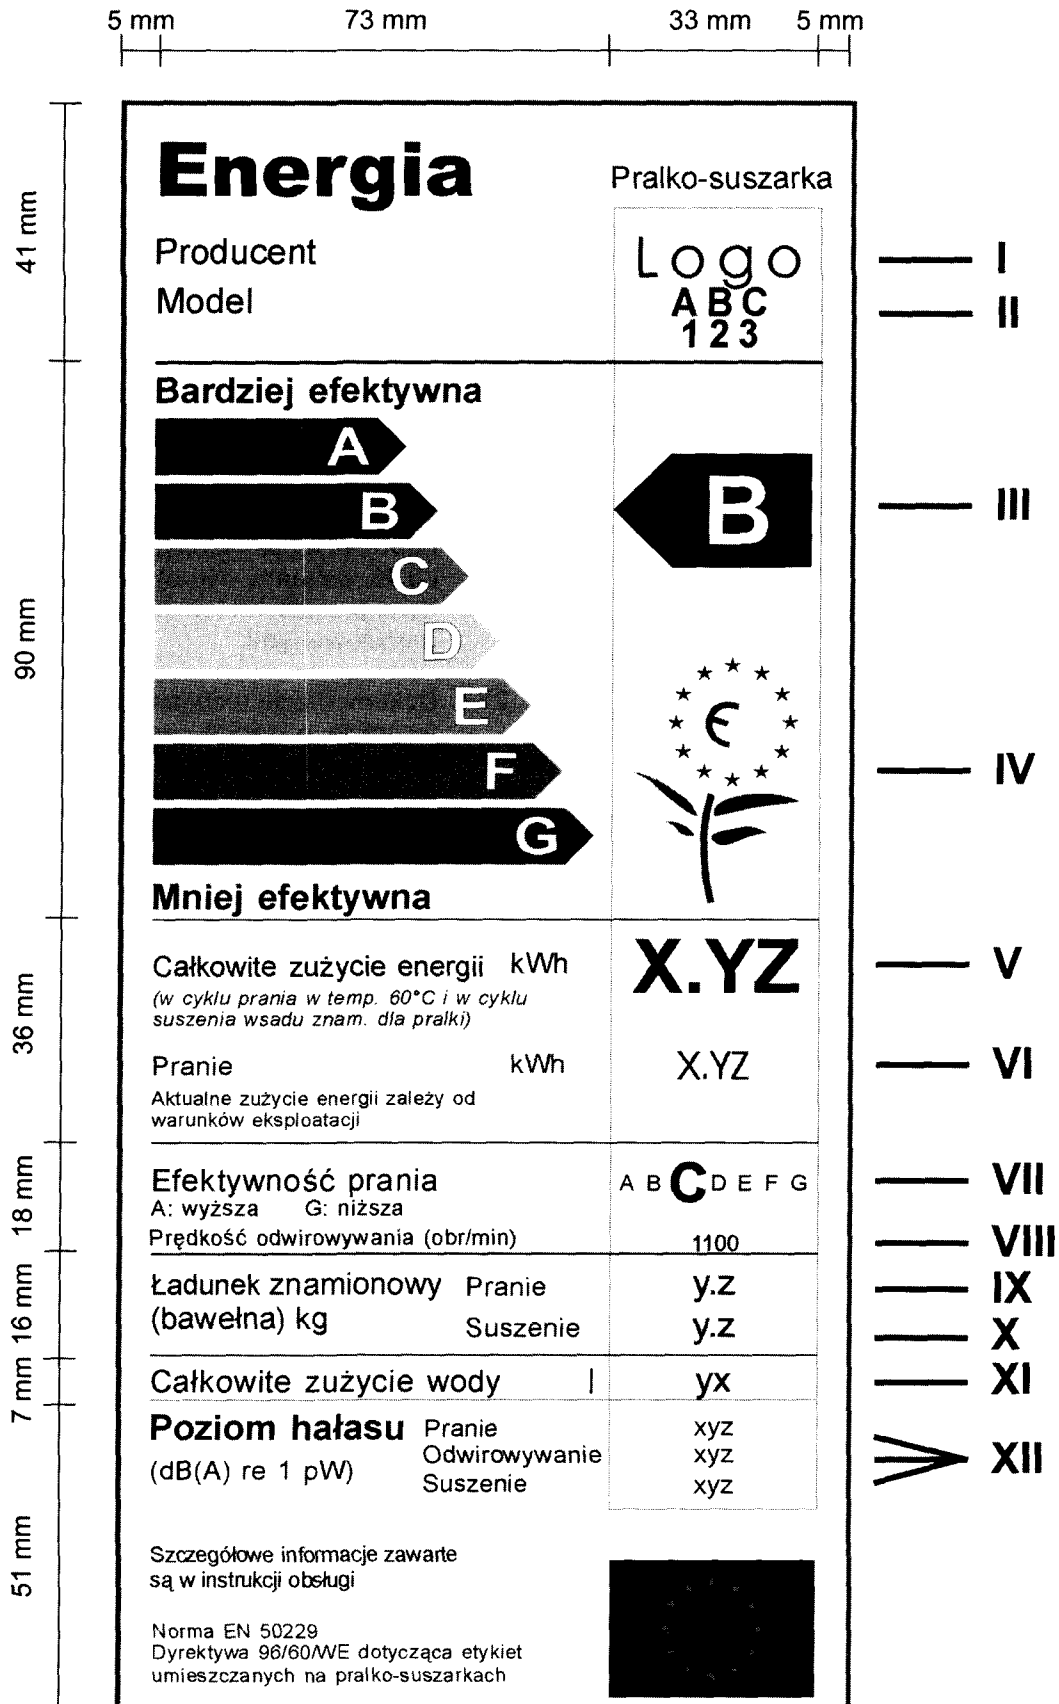 5 mm 73 mm 33 mm 5 mm
Energia
Pralko-suszarka
41 mm
Producent
Logo
I
Model
ABC
123
II
Bardziej efektywna
A
B
B
III
C
90 mm
D
E
F
IV
G
Mniej efektywna
36 mm
Całkowite zużycie energii kWh X.YZ V
(w cyklu prania w temp. 60°C i w cyklu
suszenia wsadu znam. dla pralki)
Pranie kWh X.YZ VI
Aktualne zużycie energii zależy od
warunków eksploatacji
18 mm
Efektywność prania A B C D E F G VII
A: wyższa G: niższa
Prędkość odwirowywania (obr/min) 1100 VIII
16 mm
Ładunek znamionowy Pranie y.z IX
(bawełna) kg Suszenie y.z X
7 mm
Całkowite zużycie wody l yx XI
Poziom hałasu Pranie xyz
(dB(A) re 1 pW) Odwirowywanie xyz XII
Suszenie xyz
51 mm
Szczegółowe informacje zawarte
są w instrukcji obsługi
Norma EN 50229
Dyrektywa 96/60/WE dotycząca etykiet
umieszczanych na pralko-suszarkach